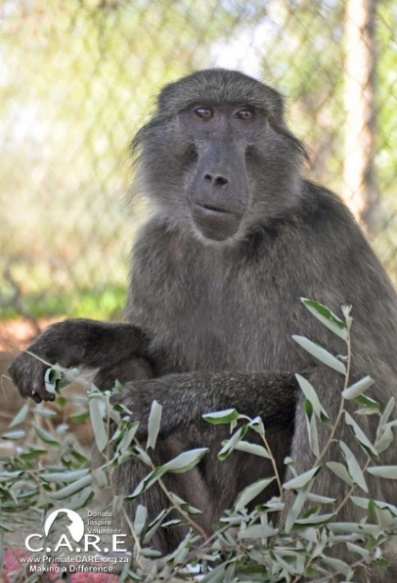 Donate
Inspire
Volunteer
C.A.R.E
www.PrimateCARE.org.za
Making a Difference